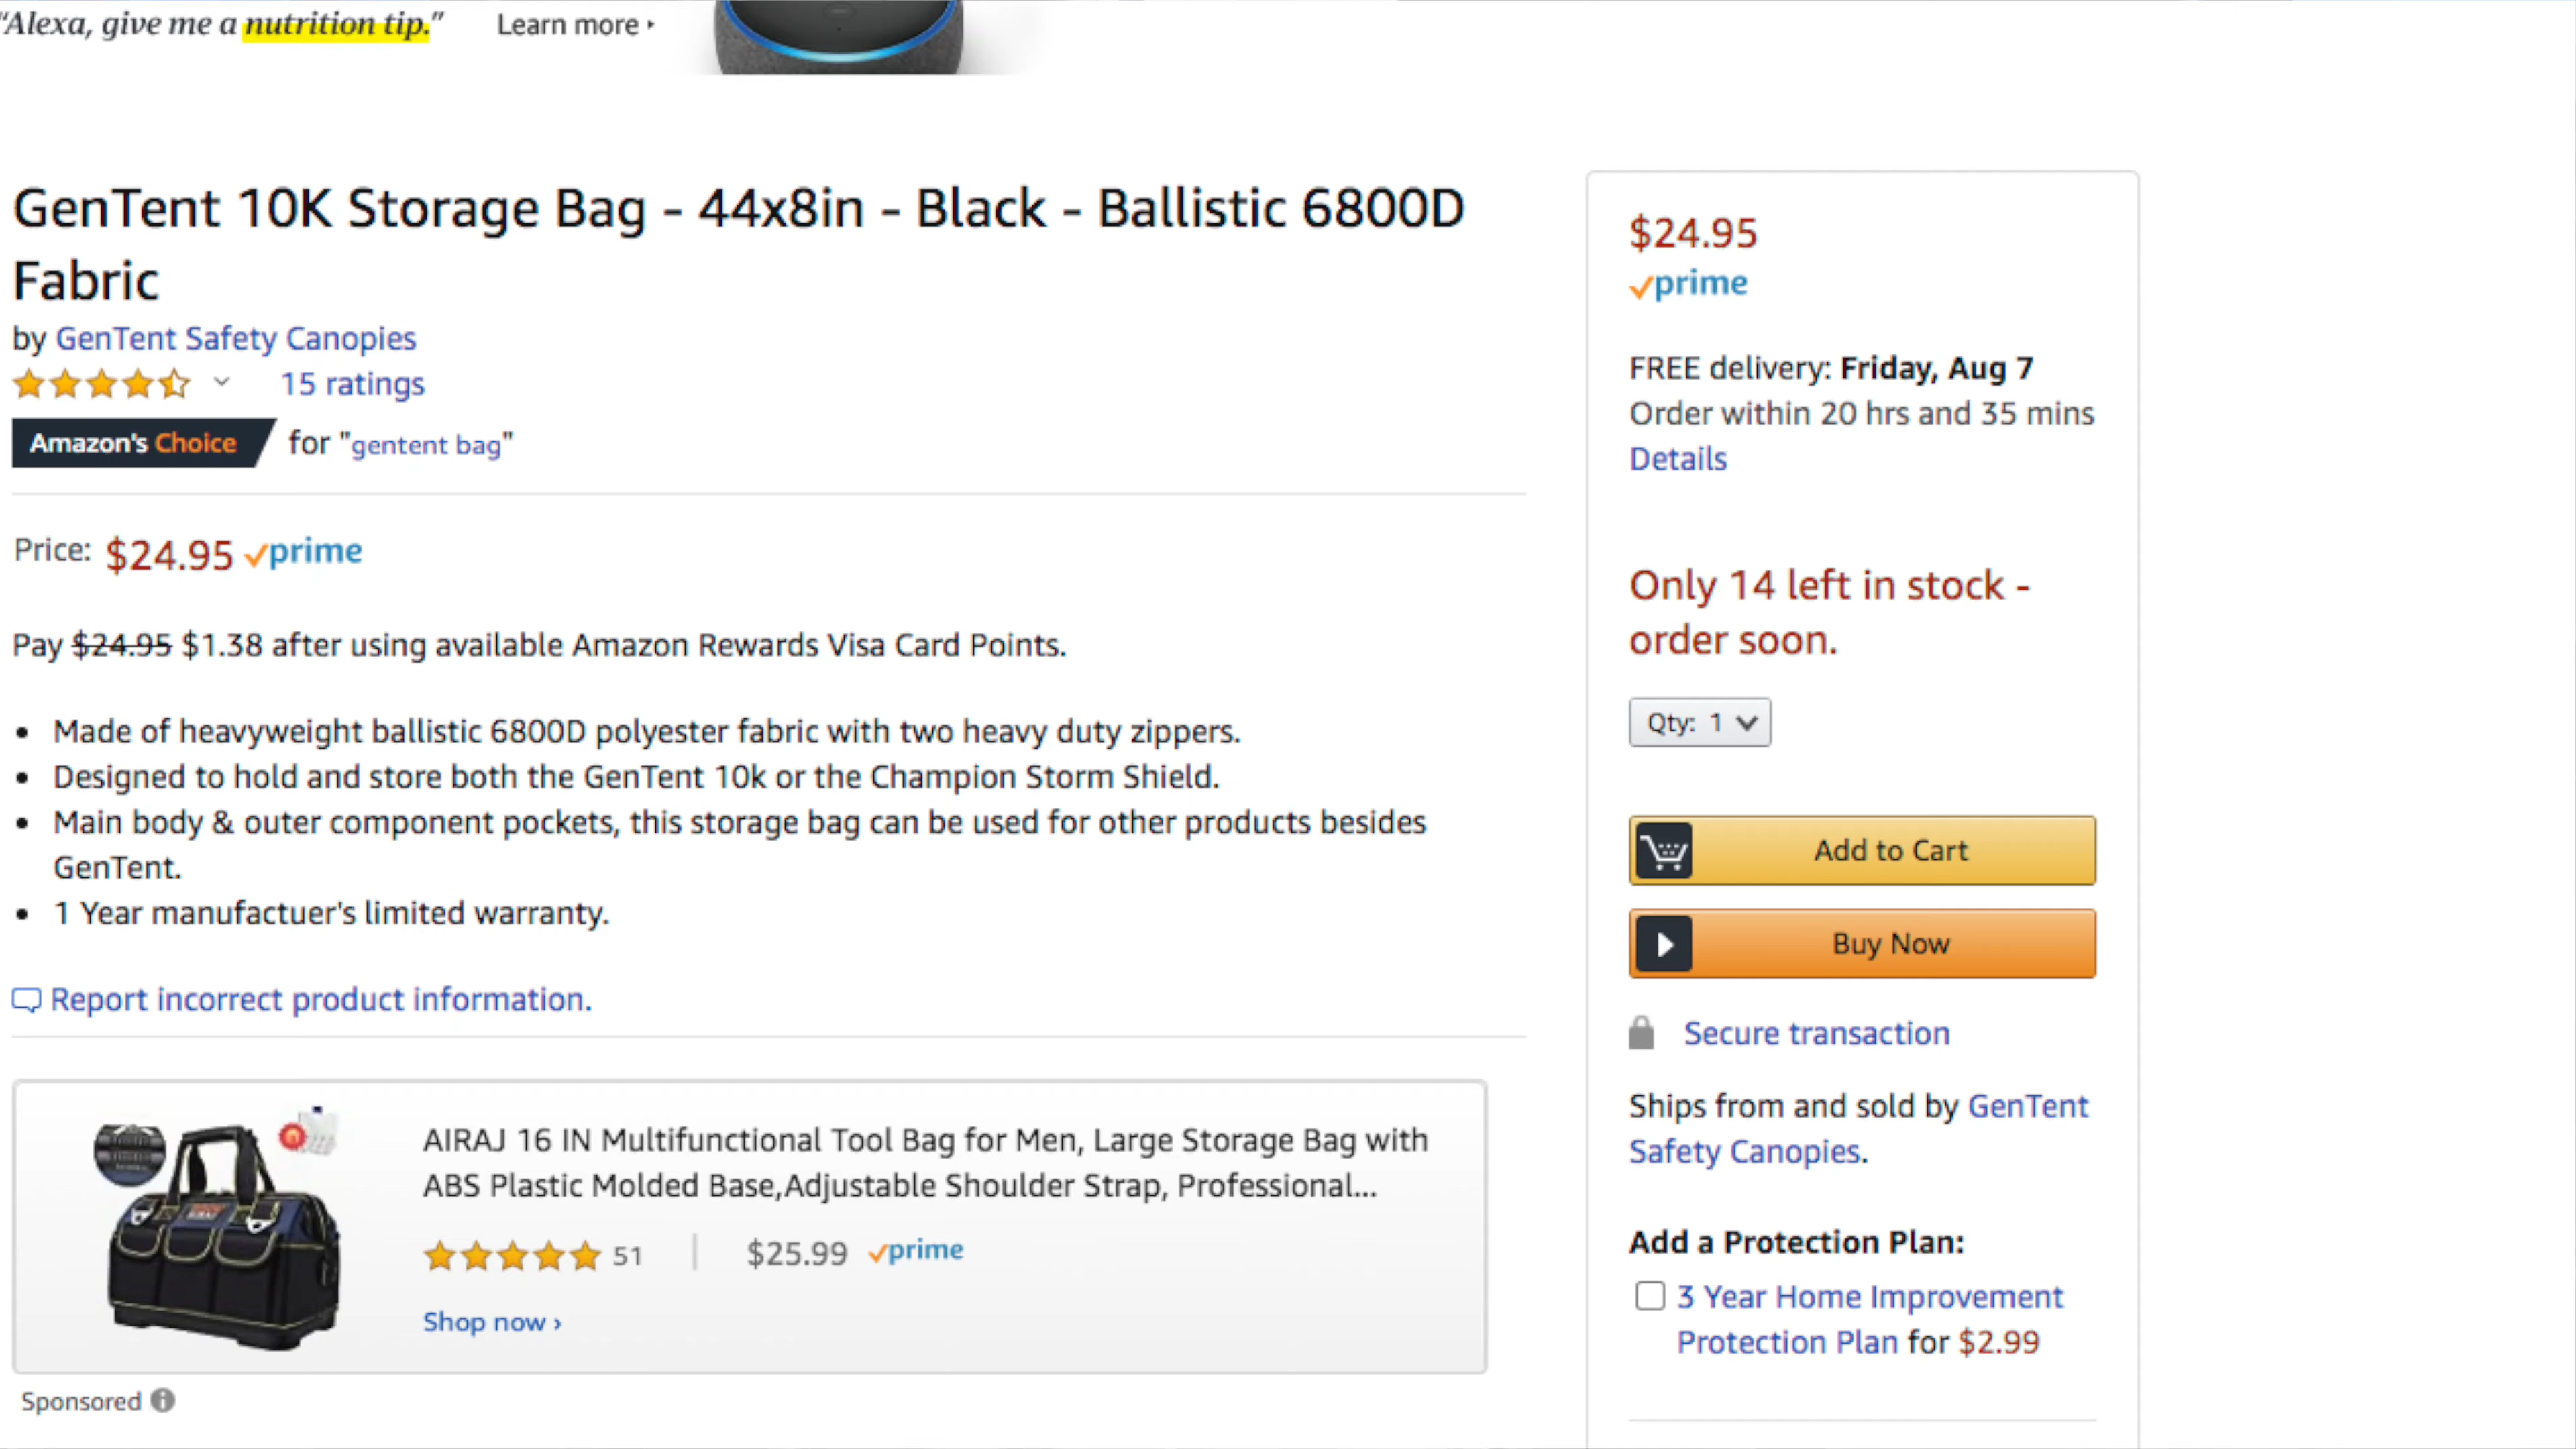 "Alexa, give me a nutrition tip."
Learn more ▸
GenTent 10K Storage Bag - 44x8in - Black - Ballistic 6800D
Fabric
by GenTent Safety Canopies
15 ratings
Amazon's Choice for "gentent bag"
Price: $24.95 prime
Pay $24.95 $1.38 after using available Amazon Rewards Visa Card Points.
• Made of heavyweight ballistic 6800D polyester fabric with two heavy duty zippers.
• Designed to hold and store both the GenTent 10k or the Champion Storm Shield.
• Main body & outer component pockets, this storage bag can be used for other products besides
GenTent.
• 1 Year manufactuer's limited warranty.
Report incorrect product information.
AIRAJ 16 IN Multifunctional Tool Bag for Men, Large Storage Bag with
ABS Plastic Molded Base,Adjustable Shoulder Strap, Professional...
51 | $25.99 prime
Shop now ›
Sponsored
$24.95
prime
FREE delivery: Friday, Aug 7
Order within 20 hrs and 35 mins
Details
Only 14 left in stock -
order soon.
Qty: 1
Add to Cart
Buy Now
Secure transaction
Ships from and sold by GenTent
Safety Canopies.
Add a Protection Plan:
3 Year Home Improvement
Protection Plan for $2.99